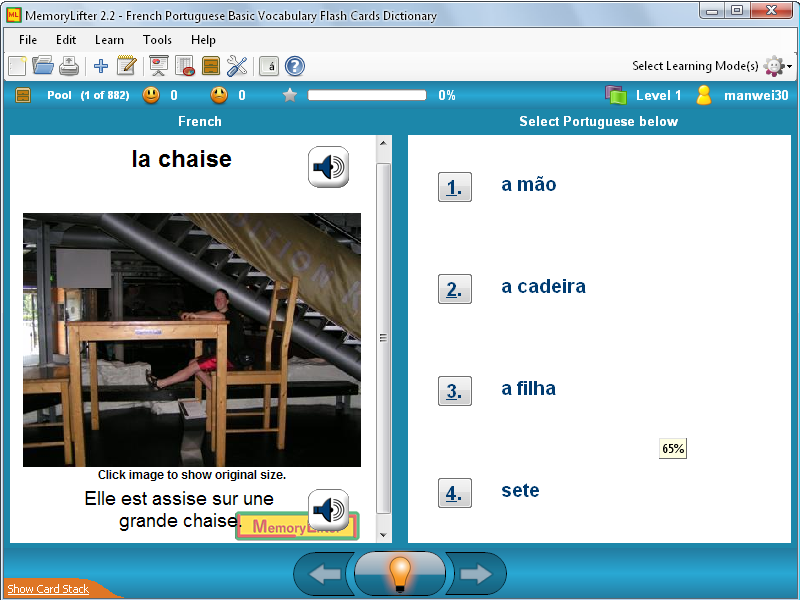 MemoryLifter 2.2 - French Portuguese Basic Vocabulary Flash Cards Dictionary
File Edit Learn Tools Help
á ? Select Learning Mode(s)
Pool (1 of 882) 0 0 0% Level 1 manwei30
French
Select Portuguese below
la chaise
Click image to show original size.
Elle est assise sur une
grande chaise.
MemoryLifter
1. a mão
2. a cadeira
3. a filha
65%
4. sete
Show Card Stack